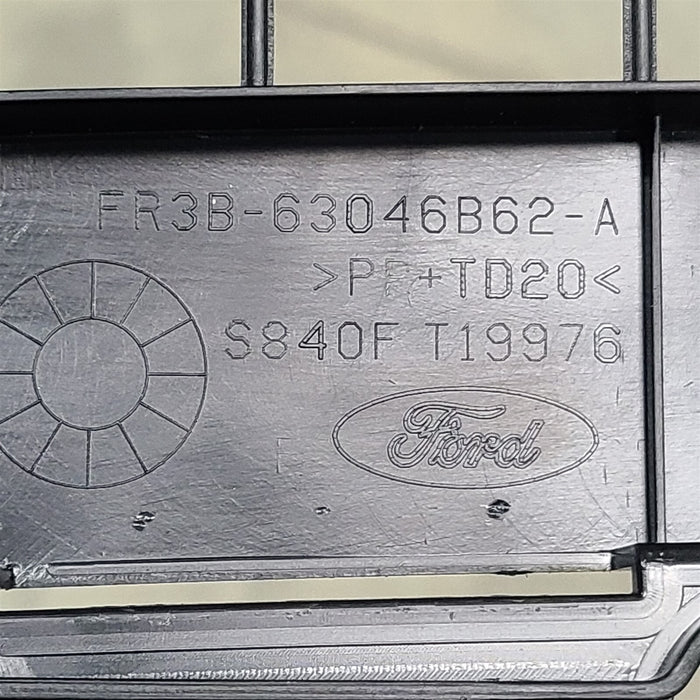 FR3B-63046B62-A
>PP+TD20<
S840F T19976
Ford